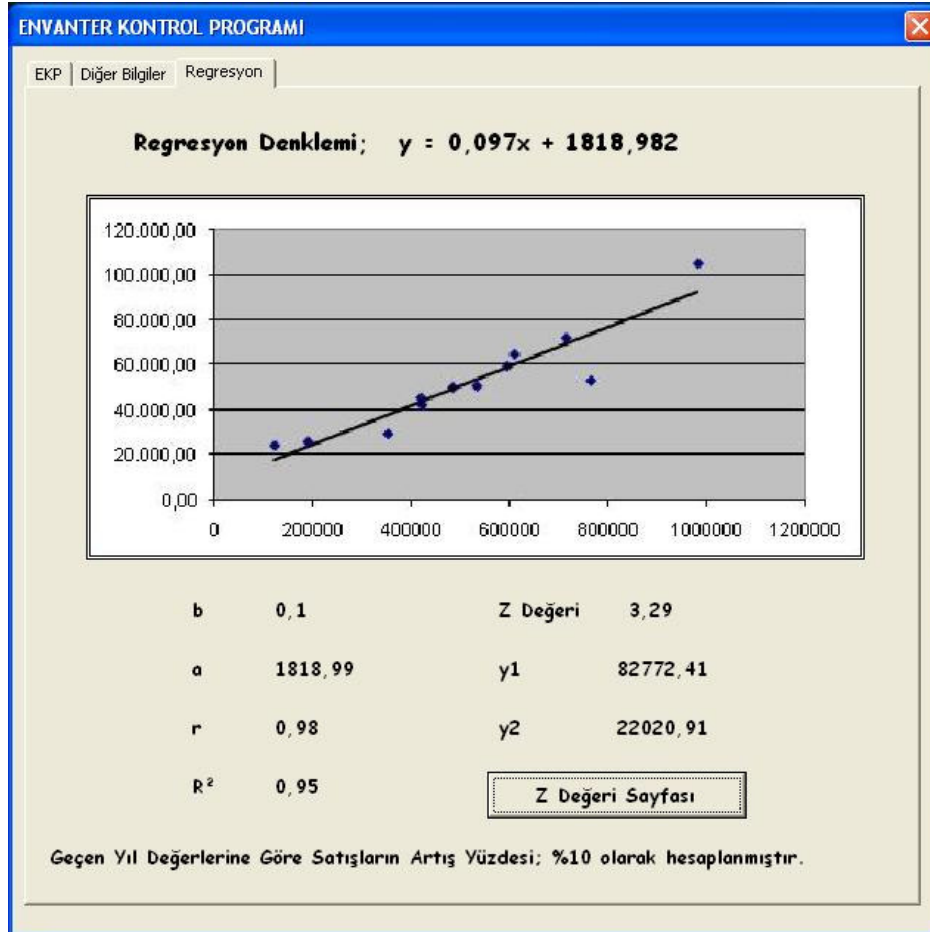 ENVANTER KONTROL PROGRAMI
EKP Diğer Bilgiler Regresyon
Regresyon Denklemi; y = 0,097x + 1818,982
120.000,00
100.000,00
80.000,00
60.000,00
40.000,00
20.000,00
0,00
0 200000 400000 600000 800000 1000000 1200000
b 0,1 Z Değeri 3,29
a 1818,99 y1 82772,41
r 0,98 y2 22020,91
R² 0,95 Z Değeri Sayfası
Geçen Yıl Değerlerine Göre Satışların Artış Yüzdesi; %10 olarak hesaplanmıştır.